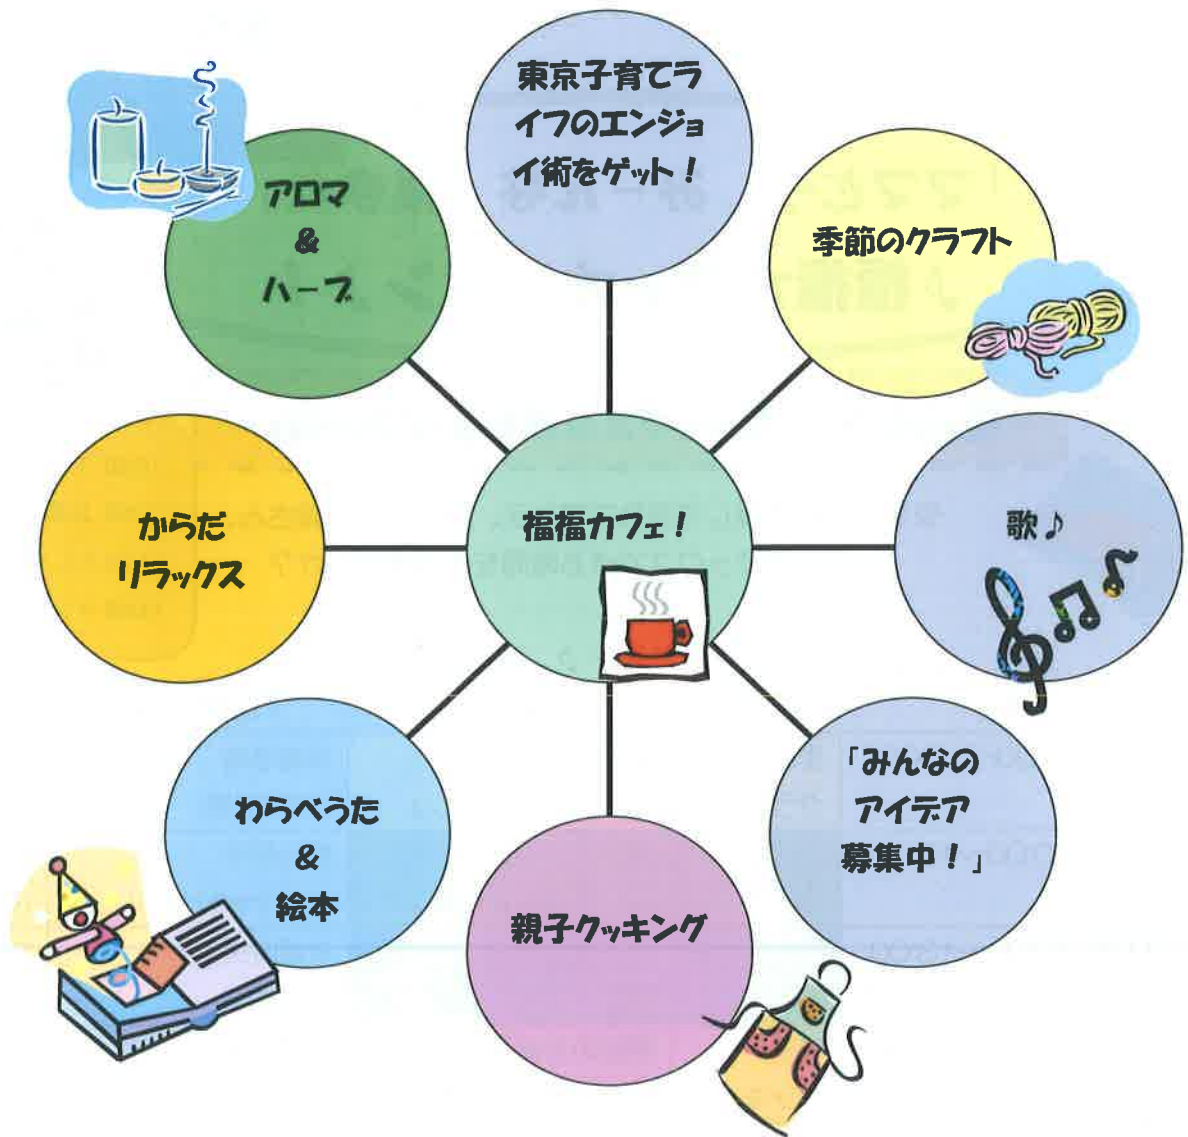 東京子育てラ
イフのエンジョ
イ術をゲット！
アロマ
&
ハーブ
季節のクラフト
からだ
リラックス
福福カフェ！
歌♪
わらべうた
&
絵本
「みんなの
アイデア
募集中！」
親子クッキング